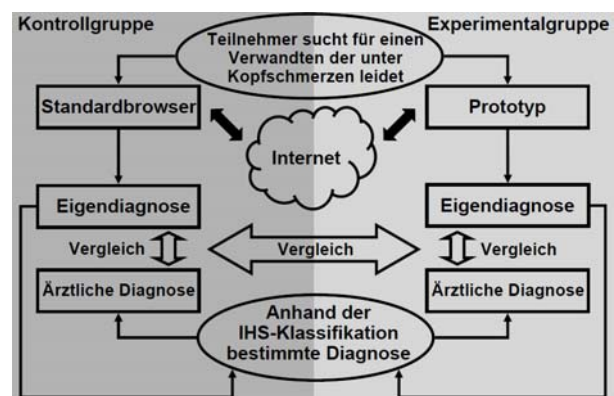 Kontrollgruppe
Experimentalgruppe
Teilnehmer sucht für einen
Verwandten der unter
Kopfschmerzen leidet
Standardbrowser
Prototyp
Internet
Eigendiagnose
Eigendiagnose
Vergleich
Vergleich
Vergleich
Ärztliche Diagnose
Ärztliche Diagnose
Anhand der
IHS-Klassifikation
bestimmte Diagnose